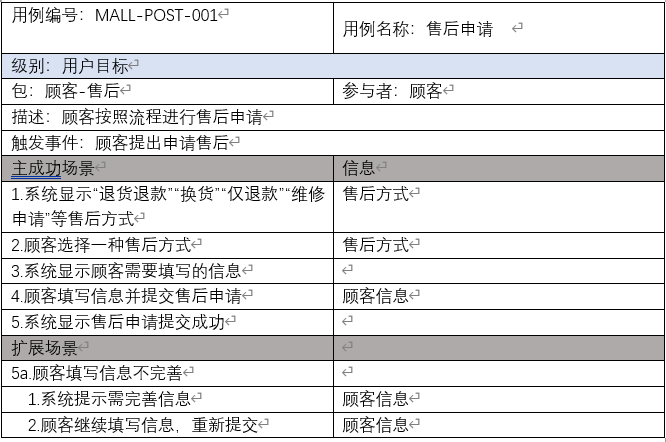 用例编号：MALL-POST-001
用例名称：售后申请
级别：用户目标
包：顾客-售后
参与者：顾客
描述：顾客按照流程进行售后申请
触发事件：顾客提出申请售后
主成功场景
信息
1.系统显示“退货退款”“换货”“仅退款”“维修
申请”等售后方式
售后方式
2.顾客选择一种售后方式
售后方式
3.系统显示顾客需要填写的信息
4.顾客填写信息并提交售后申请
顾客信息
5.系统显示售后申请提交成功
扩展场景
5a.顾客填写信息不完善
1.系统提示需完善信息
顾客信息
2.顾客继续填写信息，重新提交
顾客信息